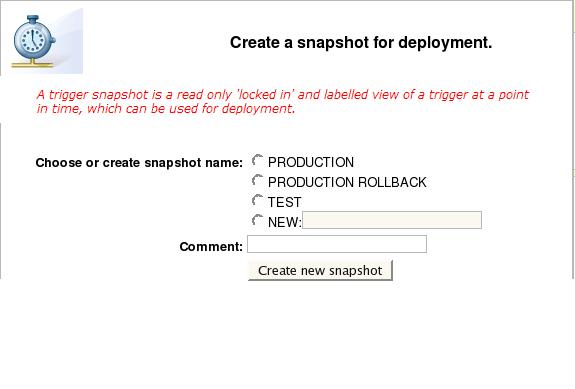 Create a snapshot for deployment.
A trigger snapshot is a read only 'locked in' and labelled view of a trigger at a point
in time, which can be used for deployment.
Choose or create snapshot name: PRODUCTION
PRODUCTION ROLLBACK
TEST
NEW:
Comment:
Create new snapshot